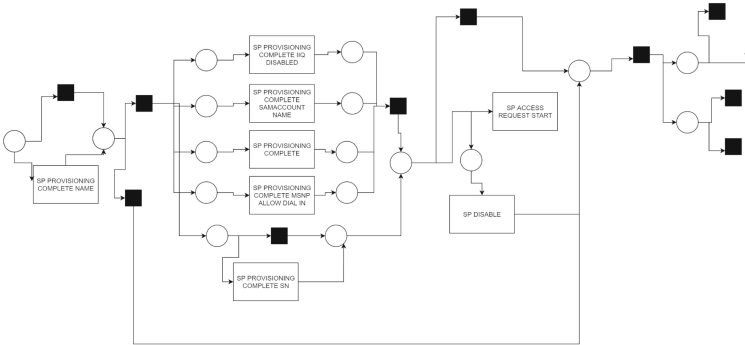 SP PROVISIONING
COMPLETE NAME
SP PROVISIONING
COMPLETE IIQ
DISABLED
SP PROVISIONING
COMPLETE
SAMACCOUNT
NAME
SP PROVISIONING
COMPLETE
SP PROVISIONING
COMPLETE MSNP
ALLOW DIAL IN
SP PROVISIONING
COMPLETE SN
SP ACCESS
REQUEST START
SP DISABLE